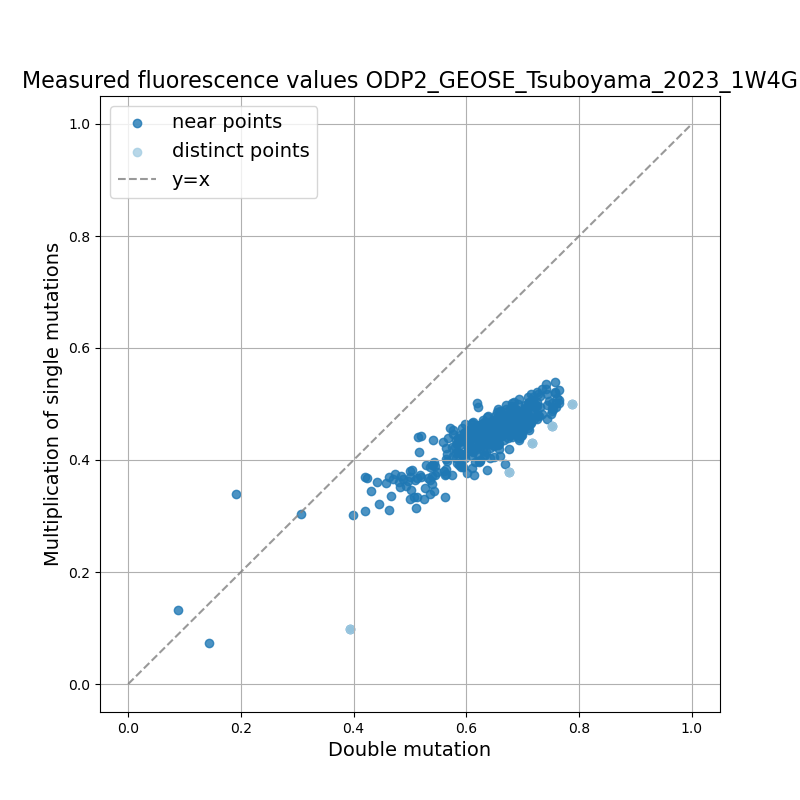 Measured fluorescence values ODP2_GEOSE_Tsuboyama_2023_1W4G
near points
distinct points
y=x
1.0
0.8
0.6
0.4
0.2
0.0
Multiplication of single mutations
0.0 0.2 0.4 0.6 0.8 1.0
Double mutation